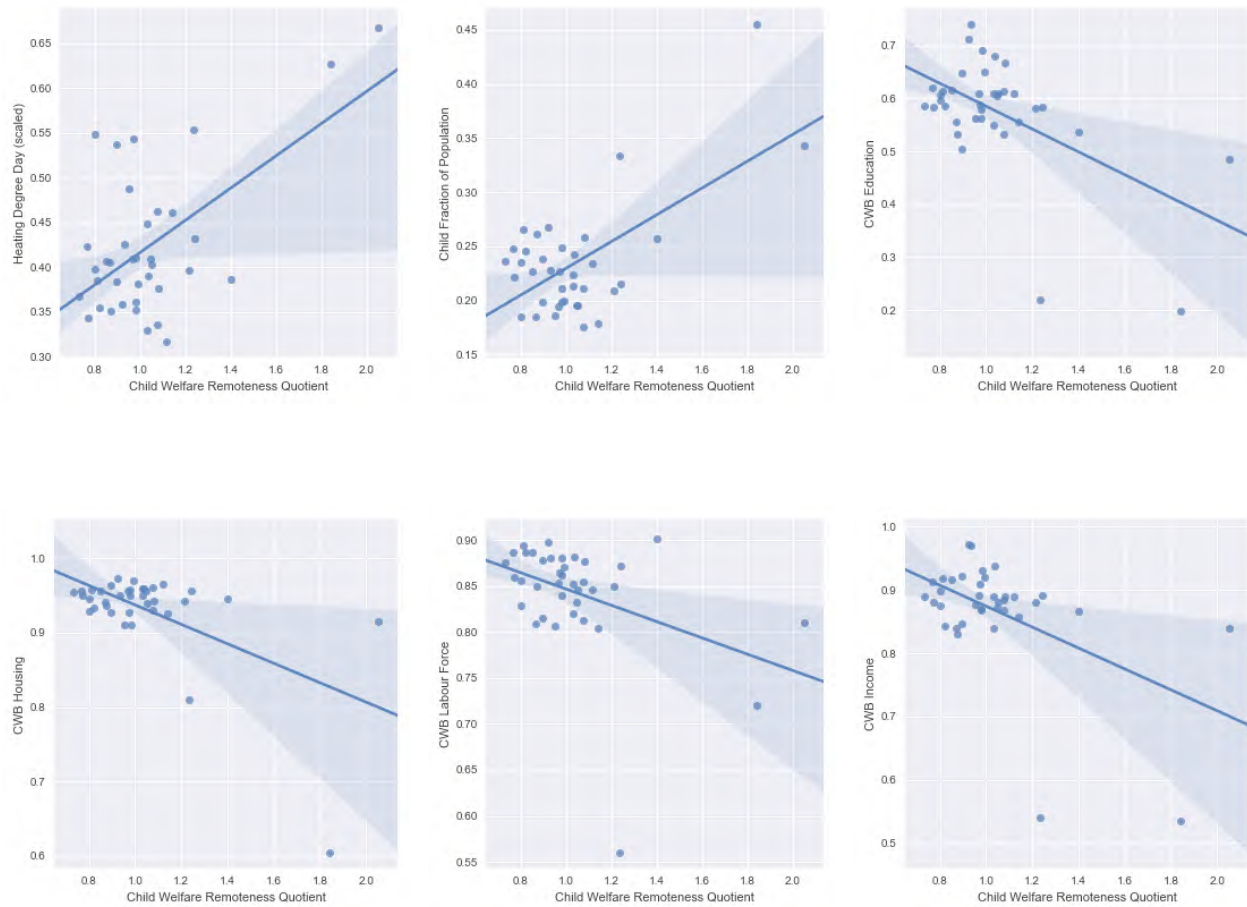 Heating Degree Day (scaled)
0.65
0.60
0.55
0.50
0.45
0.40
0.35
0.30
0.8 1.0 1.2 1.4 1.6 1.8 2.0
Child Welfare Remoteness Quotient
Child Fraction of Population
0.45
0.40
0.35
0.30
0.25
0.20
0.15
0.8 1.0 1.2 1.4 1.6 1.8 2.0
Child Welfare Remoteness Quotient
CWB Education
0.7
0.6
0.5
0.4
0.3
0.2
0.8 1.0 1.2 1.4 1.6 1.8 2.0
Child Welfare Remoteness Quotient
CWB Housing
1.0
0.9
0.8
0.7
0.6
0.8 1.0 1.2 1.4 1.6 1.8 2.0
Child Welfare Remoteness Quotient
CWB Labour Force
0.90
0.85
0.80
0.75
0.70
0.65
0.60
0.55
0.8 1.0 1.2 1.4 1.6 1.8 2.0
Child Welfare Remoteness Quotient
CWB Income
1.0
0.9
0.8
0.7
0.6
0.5
0.8 1.0 1.2 1.4 1.6 1.8 2.0
Child Welfare Remoteness Quotient